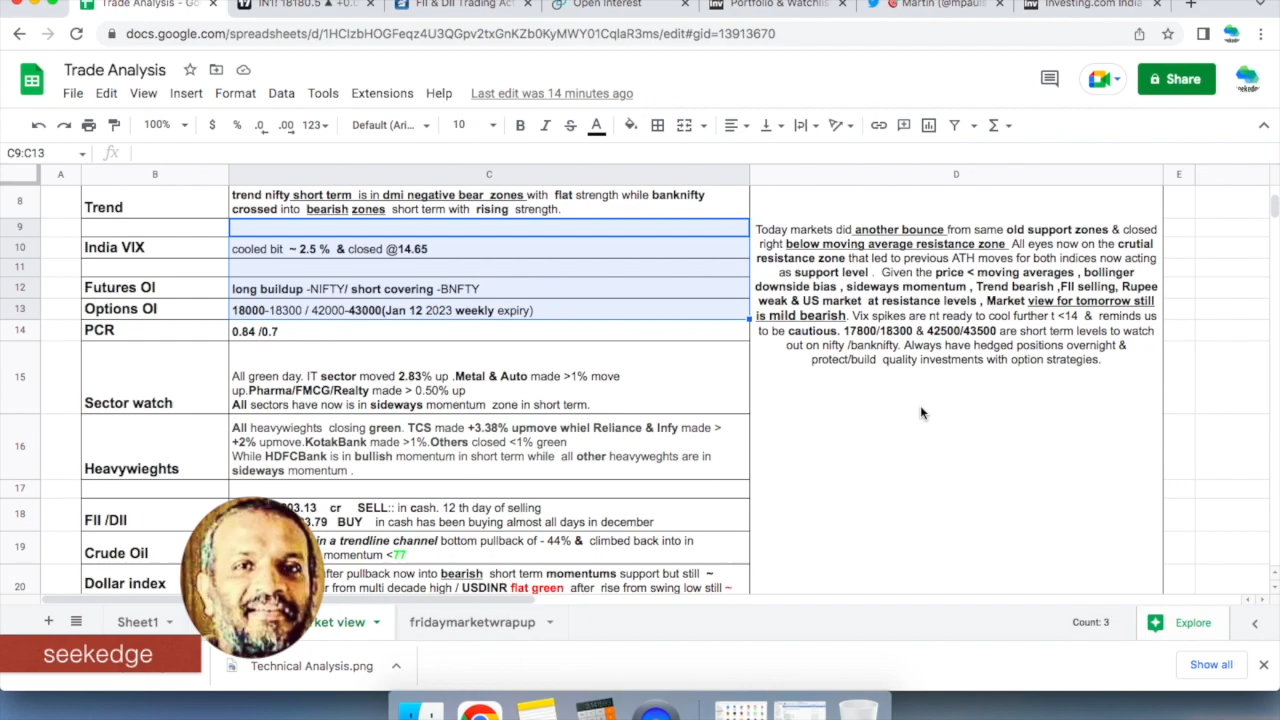 Trade Analysis
IN1! 18180.5 ▲ +0.
FII & DII Trading Act
Open Interest
Portfolio & Watchlis
Martin (@mpaul
Investing.com India
docs.google.com/spreadsheets/d/1HClzbHOGFeqz4U3QGpv2txGnKZb0KyMWY01CqlaR3ms/edit#gid=13913670
Trade Analysis
File Edit View Insert Format Data Tools Extensions Help Last edit was 14 minutes ago
Share
seekedge
100% $ % .0 .00 123 Default (Ari... 10 B I S A
C9:C13 fx
A B C D E
8 Trend
trend nifty short term is in dmi negative bear zones with flat strength while banknifty
crossed into bearish zones short term with rising strength.
9
10 India VIX cooled bit ~ 2.5 % & closed @14.65
11
12 Futures OI long buildup -NIFTY/ short covering -BNFTY
13 Options OI 18000-18300 / 42000-43000(Jan 12 2023 weekly expiry)
14 PCR 0.84 /0.7
15 Sector watch
All green day. IT sector moved 2.83% up .Metal & Auto made >1% move
up.Pharma/FMCG/Realty made > 0.50% up
All sectors have now is in sideways momentum zone in short term.
16 Heavywieghts
All heavywieghts closing green. TCS made +3.38% upmove whiel Reliance & Infy made >
+2% upmove.KotakBank made >1%.Others closed <1% green
While HDFCBank is in bullish momentum in short term while all other heavyweghts are in
sideways momentum .
17
18 FII /DII
03.13 cr SELL:: in cash. 12 th day of selling
3.79 BUY in cash has been buying almost all days in december
19 Crude Oil
in a trendline channel bottom pullback of - 44% & climbed back into in
momentum <77
20 Dollar index
after pullback now into bearish short term momentums support but still ~
from multi decade high / USDINR flat green after rise from swing low still ~
Today markets did another bounce from same old support zones & closed
right below moving average resistance zone All eyes now on the crutial
resistance zone that led to previous ATH moves for both indices now acting
as support level . Given the price < moving averages , bollinger
downside bias , sideways momentum , Trend bearish ,FII selling, Rupee
weak & US market at resistance levels , Market view for tomorrow still
is mild bearish. Vix spikes are nt ready to cool further t <14 & reminds us
to be cautious. 17800/18300 & 42500/43500 are short term levels to watch
out on nifty /banknifty. Always have hedged positions overnight &
protect/build quality investments with option strategies.
Sheet1
ket view
fridaymarketwrapup
Count: 3
Explore
seekedge
Technical Analysis.png
Show all